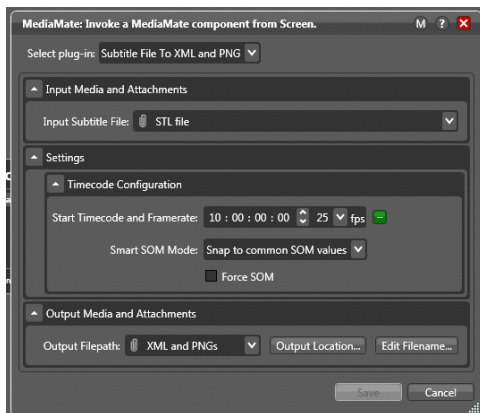 MediaMate: Invoke a MediaMate component from Screen. M ?
Select plug-in: Subtitle File To XML and PNG
Input Media and Attachments
Input Subtitle File: STL file
Settings
Timecode Configuration
Start Timecode and Framerate: 10 : 00 : 00 : 00 25 fps
Smart SOM Mode: Snap to common SOM values
Force SOM
Output Media and Attachments
Output Filepath: XML and PNGs Output Location... Edit Filename...
Save Cancel